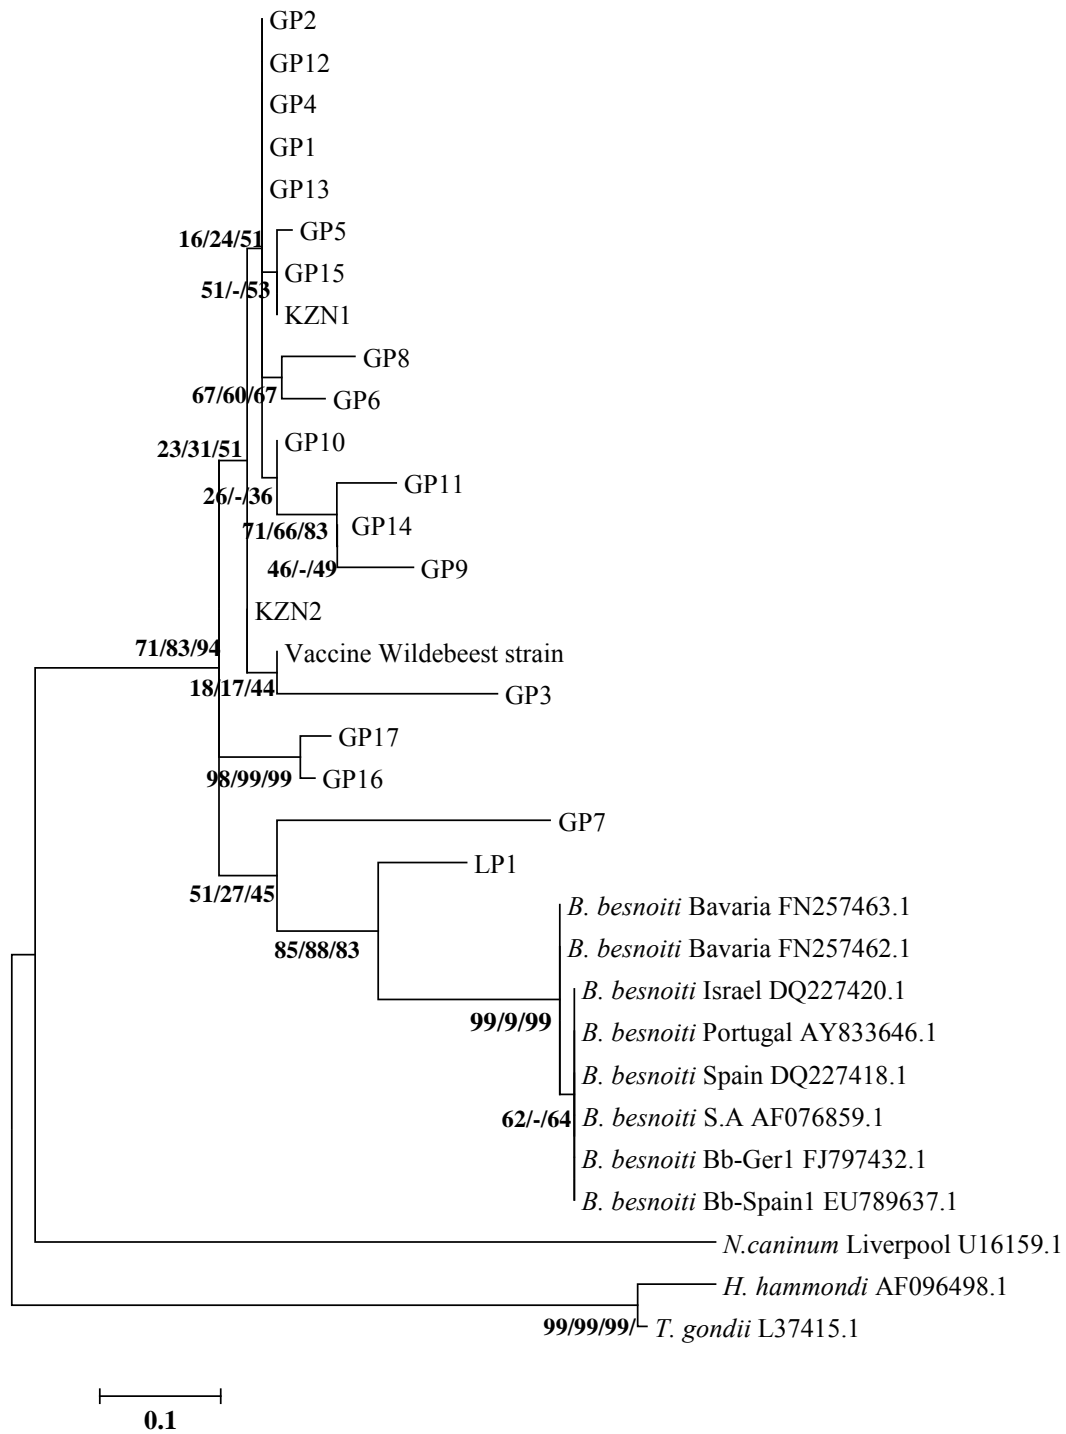 GP2
GP12
GP4
GP1
GP13
GP5
16/24/51
GP15
51/-/53
KZN1
GP8
67/60/67
GP6
GP10
23/31/51
GP11
26/-/36
GP14
71/66/83
46/-/49
GP9
KZN2
71/83/94
Vaccine Wildebeest strain
18/17/44
GP3
GP17
98/99/99
GP16
GP7
LP1
51/27/45
B. besnoiti Bavaria FN257463.1
85/88/83
B. besnoiti Bavaria FN257462.1
B. besnoiti Israel DQ227420.1
99/9/99
B. besnoiti Portugal AY833646.1
B. besnoiti Spain DQ227418.1
62/-/64
B. besnoiti S.A AF076859.1
B. besnoiti Bb-Ger1 FJ797432.1
B. besnoiti Bb-Spain1 EU789637.1
N.caninum Liverpool U16159.1
H. hammondi AF096498.1
99/99/99/
T. gondii L37415.1
0.1